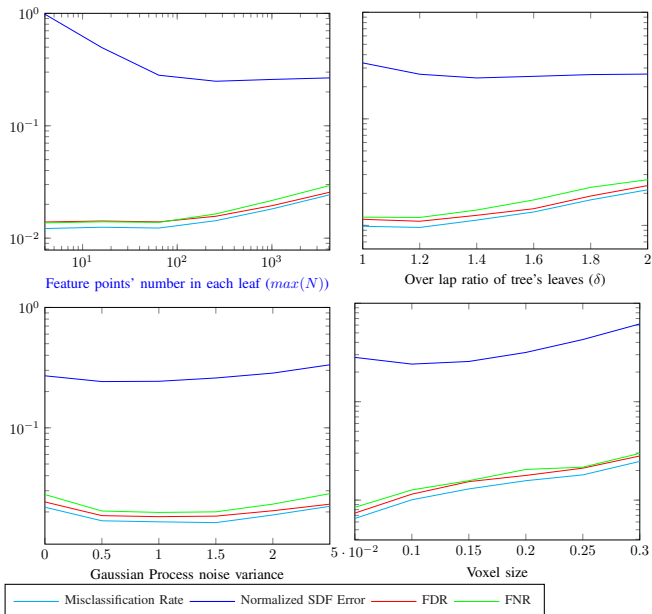 10^0
10^-1
10^-2
10^1 10^2 10^3
Feature points' number in each leaf (max(N))
1 1.2 1.4 1.6 1.8 2
Over lap ratio of tree's leaves (δ)
10^0
10^-1
0 0.5 1 1.5 2 5
Gaussian Process noise variance
5 · 10^-2 0.1 0.15 0.2 0.25 0.3
Voxel size
Misclassification Rate Normalized SDF Error FDR FNR